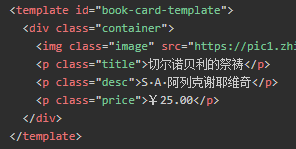 <template id="book-card-template">
<div class="container">
<img class="image" src="https://pic1.zhi
<p class="title">切尔诺贝利的祭祷</p>
<p class="desc">S·A·阿列克谢耶维奇</p>
<p class="price">￥25.00</p>
</div>
</template>